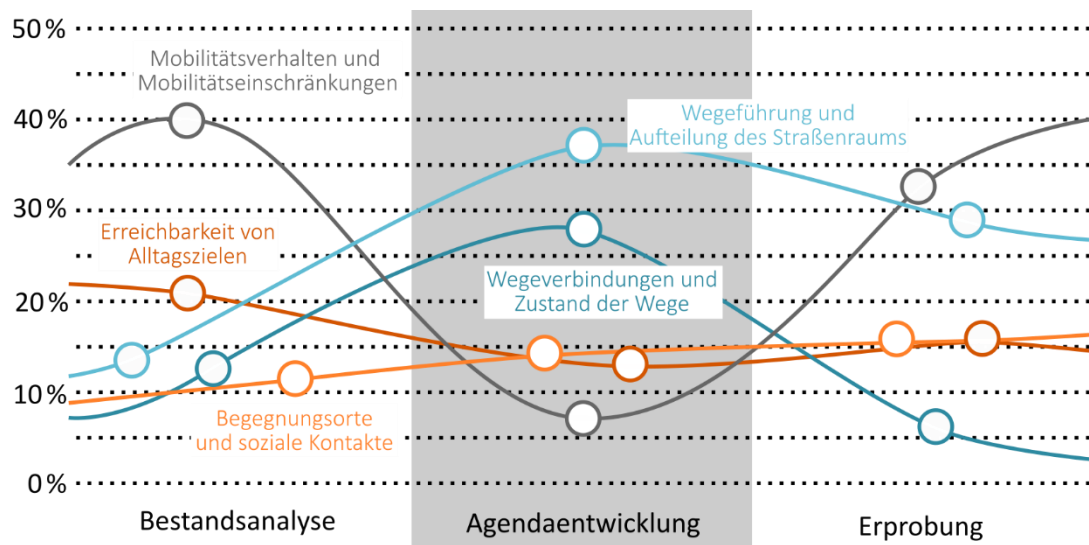 50 %
Mobilitätsverhalten und
Mobilitätseinschränkungen
40 %
Wegeführung und
Aufteilung des Straßenraums
30 %
Erreichbarkeit von
Alltagszielen
Wegeverbindungen und
Zustand der Wege
20 %
10 %
Begegnungsorte
und soziale Kontakte
0 %
Bestandsanalyse
Agendaentwicklung
Erprobung